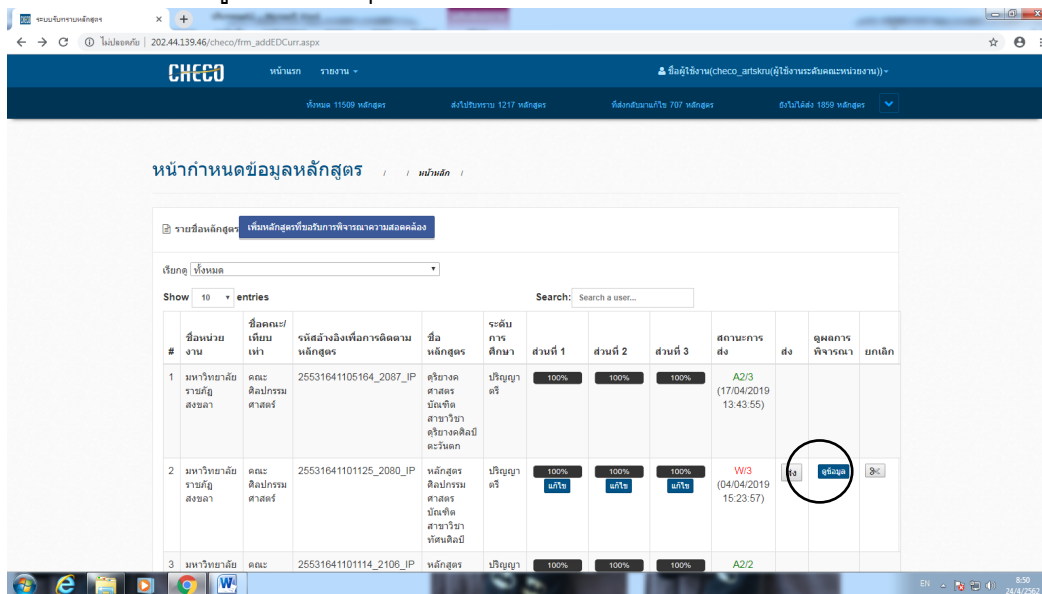 ระบบรับทราบหลักสูตร
ไม่ปลอดภัย | 202.44.139.46/checo/frm_addEDCurr.aspx
CHECO หน้าแรก รายงาน ชื่อผู้ใช้งาน(checo_artskru(ผู้ใช้งานระดับคณะหน่วยงาน))
ทั้งหมด 11509 หลักสูตร ส่งไปรับทราบ 1217 หลักสูตร ที่ส่งกลับมาแก้ไข 707 หลักสูตร ยังไม่ได้ส่ง 1859 หลักสูตร
หน้ากำหนดข้อมูลหลักสูตร / / หน้าหลัก /
รายชื่อหลักสูตร เพิ่มหลักสูตรที่ขอรับการพิจารณาความสอดคล้อง
เรียกดู ทั้งหมด
Show 10 entries Search: Search a user...
# ชื่อหน่วยงาน ชื่อคณะ/เทียบเท่า รหัสอ้างอิงเพื่อการติดตามหลักสูตร ชื่อหลักสูตร ระดับการศึกษา ส่วนที่ 1 ส่วนที่ 2 ส่วนที่ 3 สถานะการส่ง ส่ง ดูผลการพิจารณา ยกเลิก
1 มหาวิทยาลัยราชภัฏสงขลา คณะศิลปกรรมศาสตร์ 25531641105164_2087_IP ดุริยางคศาสตรบัณฑิต สาขาวิชาดุริยางคศิลป์ตะวันตก ปริญญาตรี 100% 100% 100% A2/3 (17/04/2019 13:43:55)
2 มหาวิทยาลัยราชภัฏสงขลา คณะศิลปกรรมศาสตร์ 25531641101125_2080_IP หลักสูตรศิลปกรรมศาสตรบัณฑิต สาขาวิชาทัศนศิลป์ ปริญญาตรี 100% แก้ไข 100% แก้ไข 100% แก้ไข W/3 (04/04/2019 15:23:57) ส่ง ดูข้อมูล
3 มหาวิทยาลัย คณะ 25531641101114_2106_IP หลักสูตร ปริญญา 100% 100% 100% A2/2
EN 8:50
24/4/2562